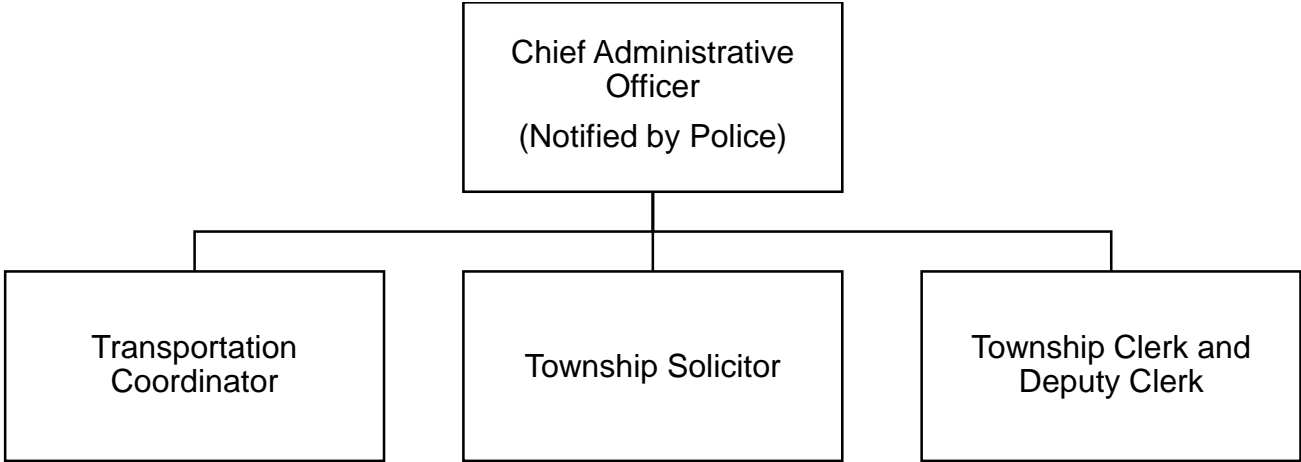 Chief Administrative
Officer
(Notified by Police)
Transportation
Coordinator
Township Solicitor
Township Clerk and
Deputy Clerk